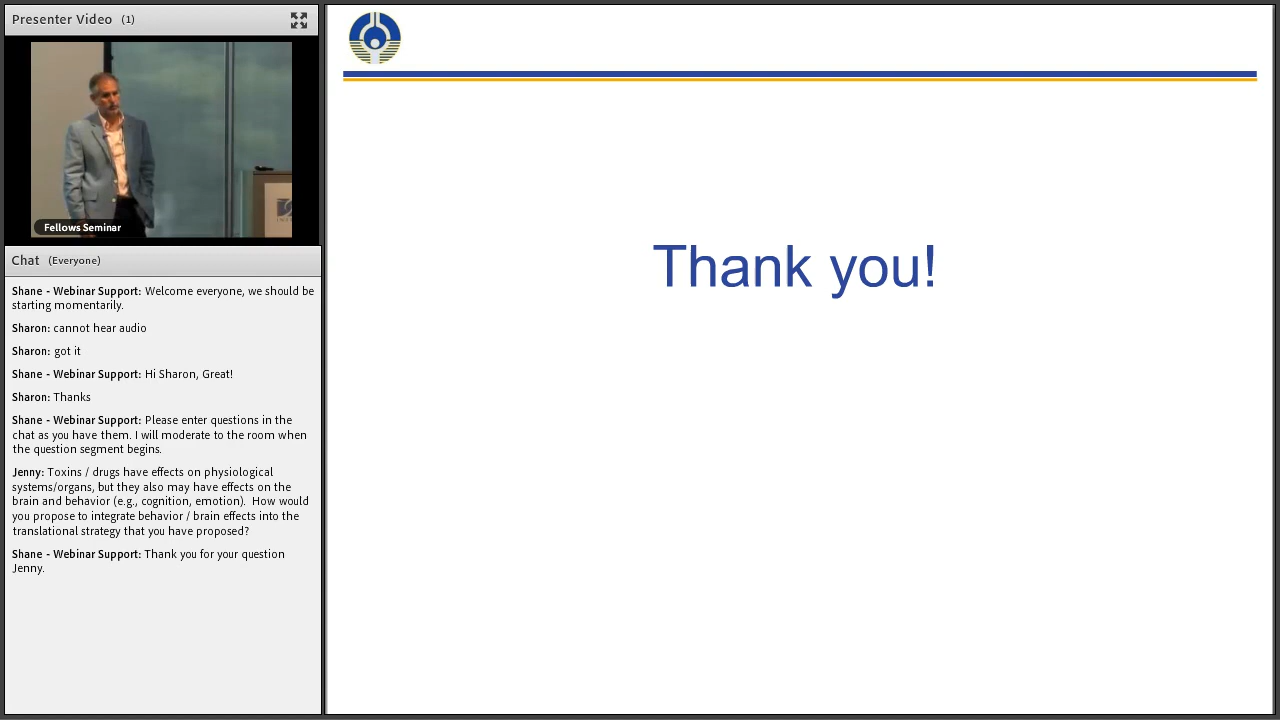 Presenter Video (1)
Fellows Seminar
Chat (Everyone)
Shane - Webinar Support: Welcome everyone, we should be
starting momentarily.
Sharon: cannot hear audio
Sharon: got it
Shane - Webinar Support: Hi Sharon, Great!
Sharon: Thanks
Shane - Webinar Support: Please enter questions in the
chat as you have them. I will moderate to the room when
the question segment begins.
Jenny: Toxins / drugs have effects on physiological
systems/organs, but they also may have effects on the
brain and behavior (e.g., cognition, emotion).  How would
you propose to integrate behavior / brain effects into the
translational strategy that you have proposed?
Shane - Webinar Support: Thank you for your question
Jenny.
Thank you!